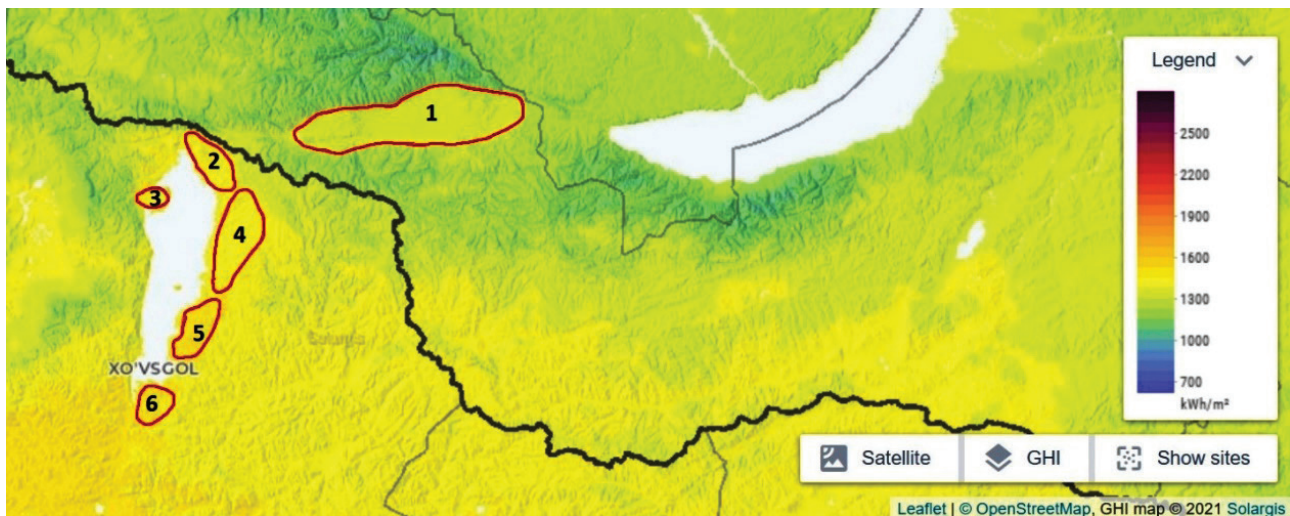 Legend
1
2
3
4
5
6
2500
2200
1900
1600
1300
1000
700
kWh/m²
XO'VSGOL
Satellite
GHI
Show sites
Leaflet | © OpenStreetMap, GHI map © 2021 Solargis